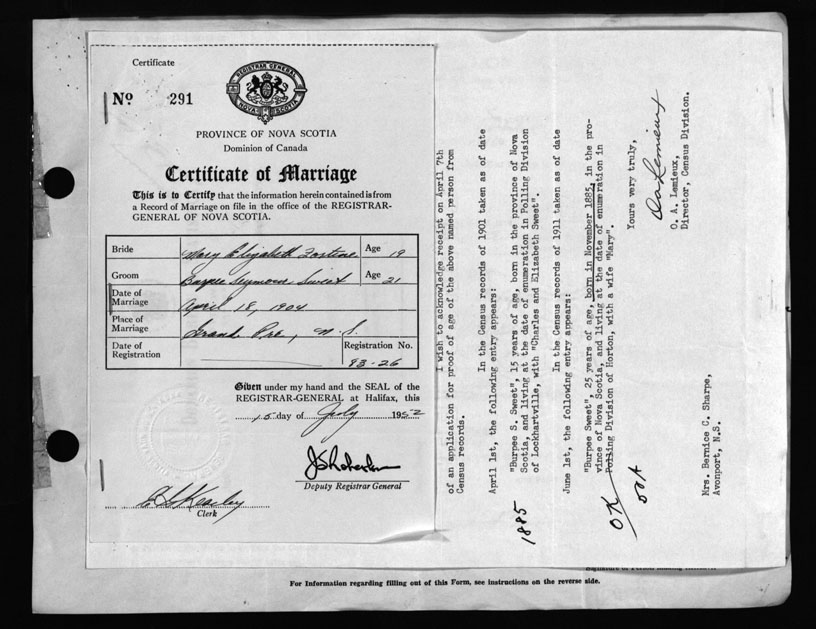 Certificate
No 291
REGISTRAR GENERAL
NOVA SCOTIA
PROVINCE OF NOVA SCOTIA
Dominion of Canada
Certificate of Marriage
This is to Certify that the information herein contained is from
a Record of Marriage on file in the office of the REGISTRAR-
GENERAL OF NOVA SCOTIA.
Bride Mary Elizabeth Age 19
Groom Burpee Seymour Sweet Age 21
Date of
Marriage April 18, 1904
Place of
Marriage Grand Pre, N.S.
Date of
Registration
Registration No.
93-26
Given under my hand and the SEAL of the
REGISTRAR-GENERAL at Halifax, this
15 day of July 1952
Deputy Registrar General
Clerk
I wish to acknowledge receipt on April 7th
of an application for proof of age of the above named person from
Census records.
In the Census records of 1901 taken as of date
April 1st, the following entry appears:
"Burpee S. Sweet", 15 years of age, born in the province of Nova
Scotia, and living at the date of enumeration in Polling Division
of Lockhartville, with "Charles and Elizabeth Sweet".
1885
In the Census records of 1911 taken as of date
June 1st, the following entry appears:
"Burpee Sweet", 25 years of age, born in November 1885, in the pro-
vince of Nova Scotia, and living at the date of enumeration in
Polling Division of Horton, with a wife "Mary".
OK
Yours very truly,
O. A. Lemieux
O. A. Lemieux,
Director, Census Division.
Mrs. Bernice C. Sharpe,
Avonport, N.S.
For Information regarding filling out of this Form, see instructions on the reverse side.